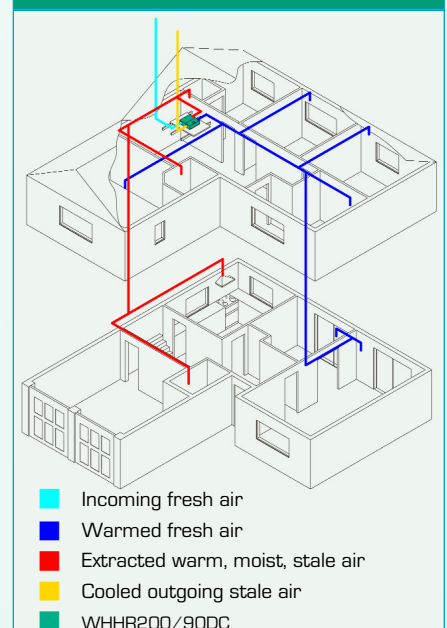 Incoming fresh air
Warmed fresh air
Extracted warm, moist, stale air
Cooled outgoing stale air
WHHR200/90DC